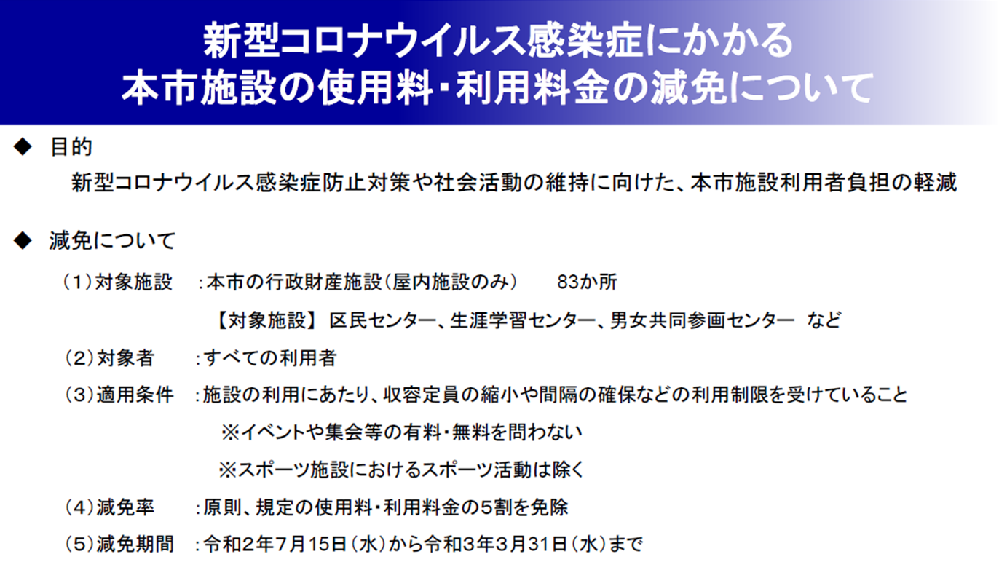 新型コロナウイルス感染症にかかる
本市施設の使用料・利用料金の減免について
◆ 目的
新型コロナウイルス感染症防止対策や社会活動の維持に向けた、本市施設利用者負担の軽減
◆ 減免について
（１）対象施設 ：本市の行政財産施設（屋内施設のみ） 83か所
【対象施設】 区民センター、生涯学習センター、男女共同参画センター など
（２）対象者 ：すべての利用者
（３）適用条件 ：施設の利用にあたり、収容定員の縮小や間隔の確保などの利用制限を受けていること
※イベントや集会等の有料・無料を問わない
※スポーツ施設におけるスポーツ活動は除く
（４）減免率 ：原則、規定の使用料・利用料金の５割を免除
（５）減免期間 ：令和２年７月15日（水）から令和３年３月31日（水）まで